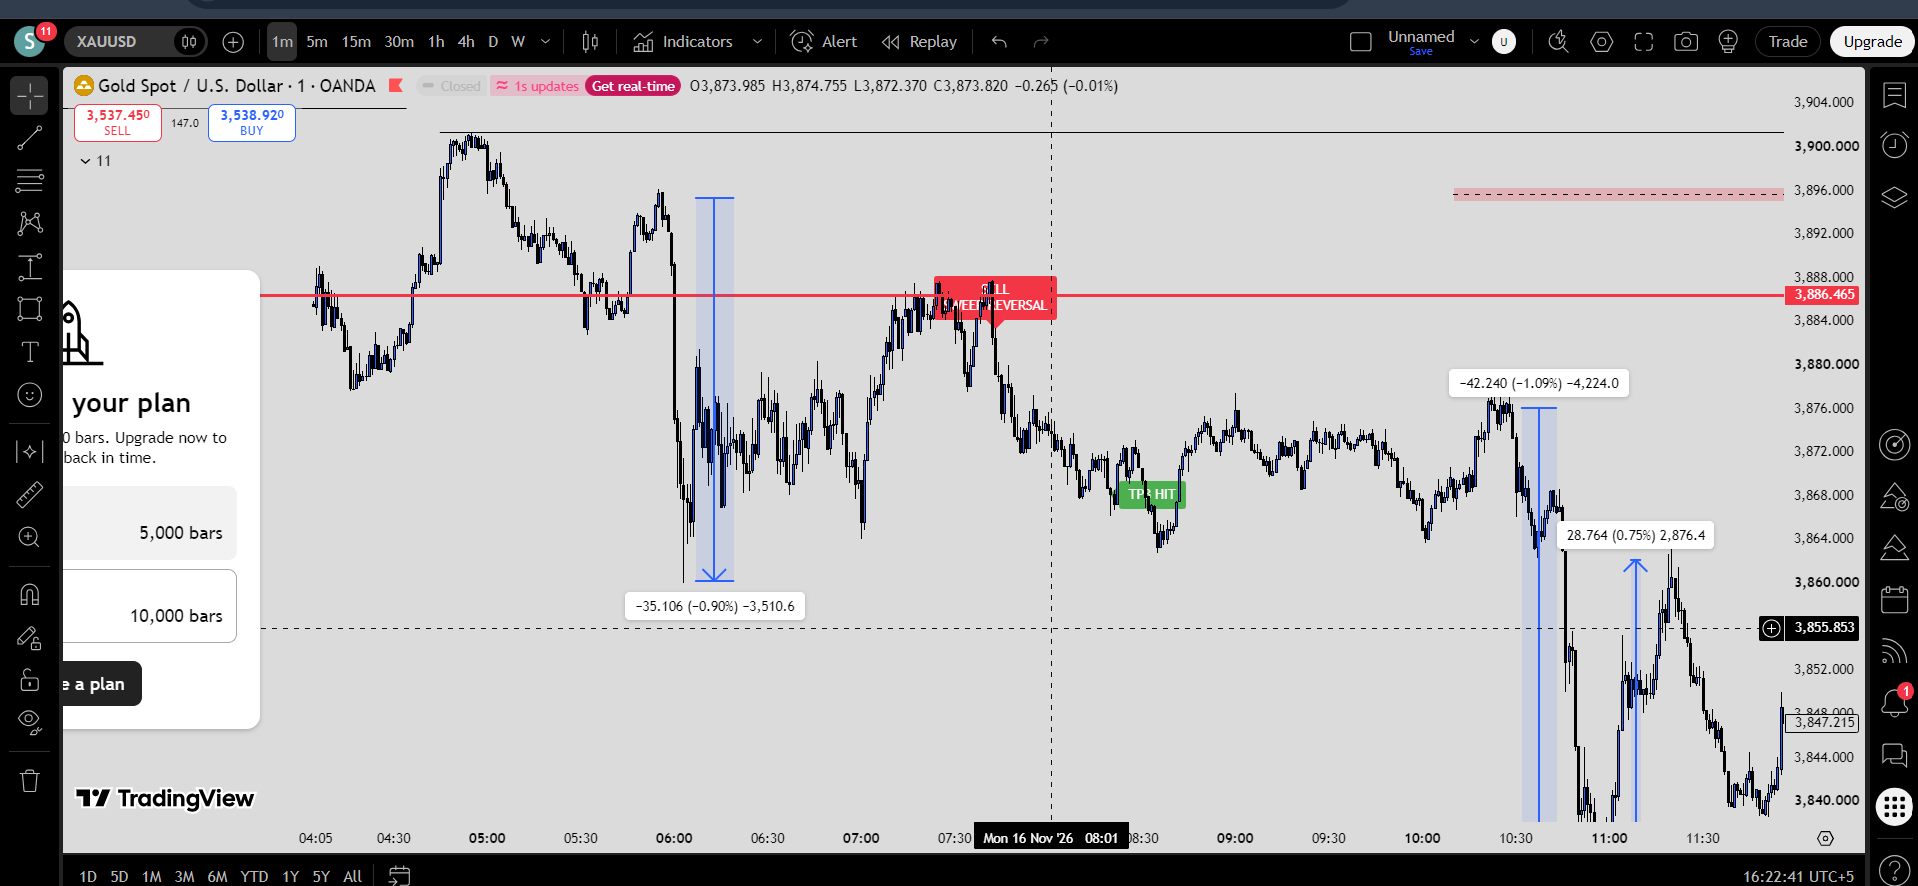 S
11
XAUUSD
1m 5m 15m 30m 1h 4h D W
Indicators
Alert
Replay
Unnamed
Save
U
Trade
Upgrade
Gold Spot / U.S. Dollar · 1 · OANDA
Closed
1s updates
Get real-time
O3,873.985 H3,874.755 L3,872.370 C3,873.820 −0.265 (−0.01%)
3,537.450
SELL
147.0
3,538.920
BUY
11
your plan
0 bars. Upgrade now to
back in time.
5,000 bars
10,000 bars
e a plan
TradingView
SELL
REVERSAL
TP HIT
−35.106 (−0.90%) −3,510.6
−42.240 (−1.09%) −4,224.0
28.764 (0.75%) 2,876.4
3,904.000
3,900.000
3,896.000
3,892.000
3,888.000
3,886.465
3,884.000
3,880.000
3,876.000
3,872.000
3,868.000
3,864.000
3,860.000
3,855.853
3,852.000
3,848.000
3,847.215
3,844.000
3,840.000
04:05 04:30 05:00 05:30 06:00 06:30 07:00 07:30 Mon 16 Nov '26 08:01 08:30 09:00 09:30 10:00 10:30 11:00 11:30
1D 5D 1M 3M 6M YTD 1Y 5Y All
16:22:41 UTC+5
1